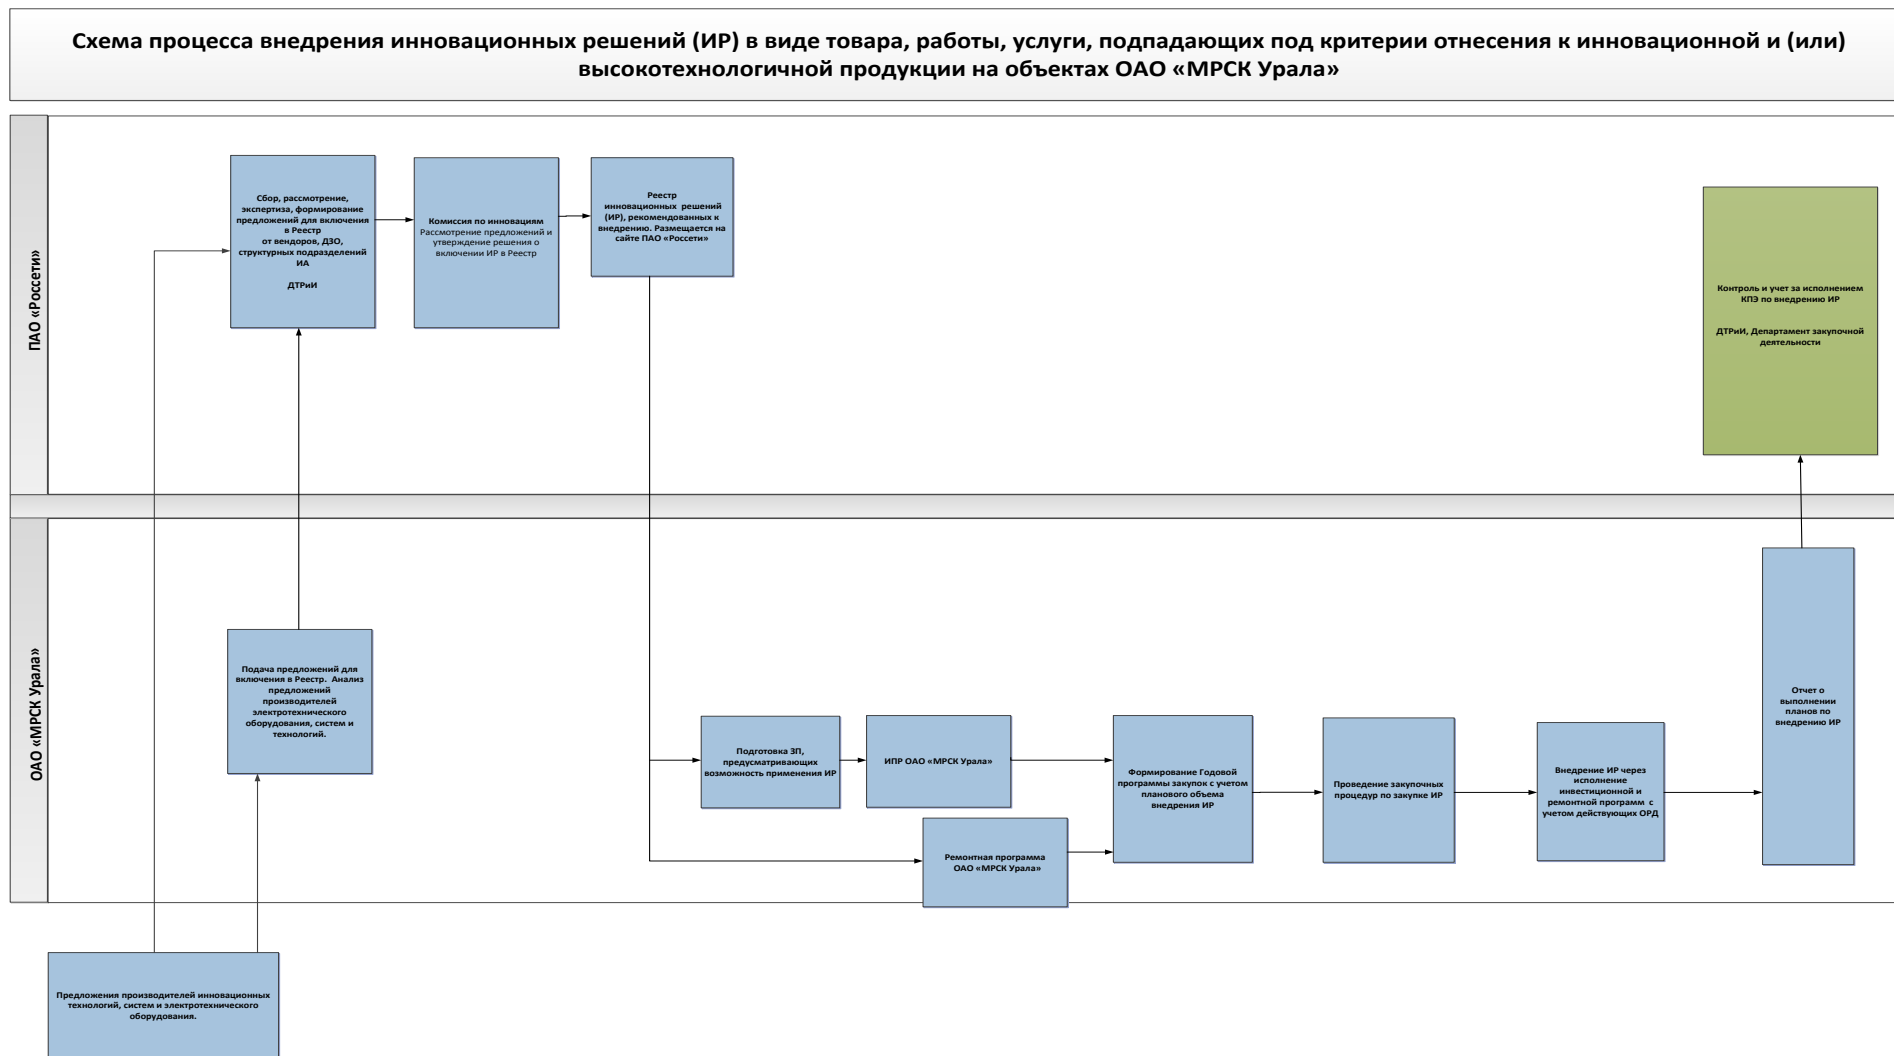 Схема процесса внедрения инновационных решений (ИР) в виде товара, работы, услуги, подпадающих под критерии отнесения к инновационной и (или)
высокотехнологичной продукции на объектах ОАО «МРСК Урала»
ПАО «Россети»
Сбор, рассмотрение,
экспертиза, формирование
предложений для включения
в Реестр
от вендоров, ДЗО,
структурных подразделений
ИА
ДТРиИ
Комиссия по инновациям
Рассмотрение предложений и
утверждение решения о
включении ИР в Реестр
Реестр
инновационных решений
(ИР), рекомендованных к
внедрению. Размещается на
сайте ПАО «Россети»
Контроль и учет за исполнением
КПЭ по внедрению ИР
ДТРиИ, Департамент закупочной
деятельности
ОАО «МРСК Урала»
Подача предложений для
включения в Реестр. Анализ
предложений
производителей
электротехнического
оборудования, систем и
технологий.
Подготовка ЗП,
предусматривающих
возможность применения ИР
ИПР ОАО «МРСК Урала»
Ремонтная программа
ОАО «МРСК Урала»
Формирование Годовой
программы закупок с учетом
планового объема
внедрения ИР
Проведение закупочных
процедур по закупке ИР
Внедрение ИР через
исполнение
инвестиционной и
ремонтной программ с
учетом действующих ОРД
Отчет о
выполнении
планов по
внедрению ИР
Предложения производителей инновационных
технологий, систем и электротехнического
оборудования.